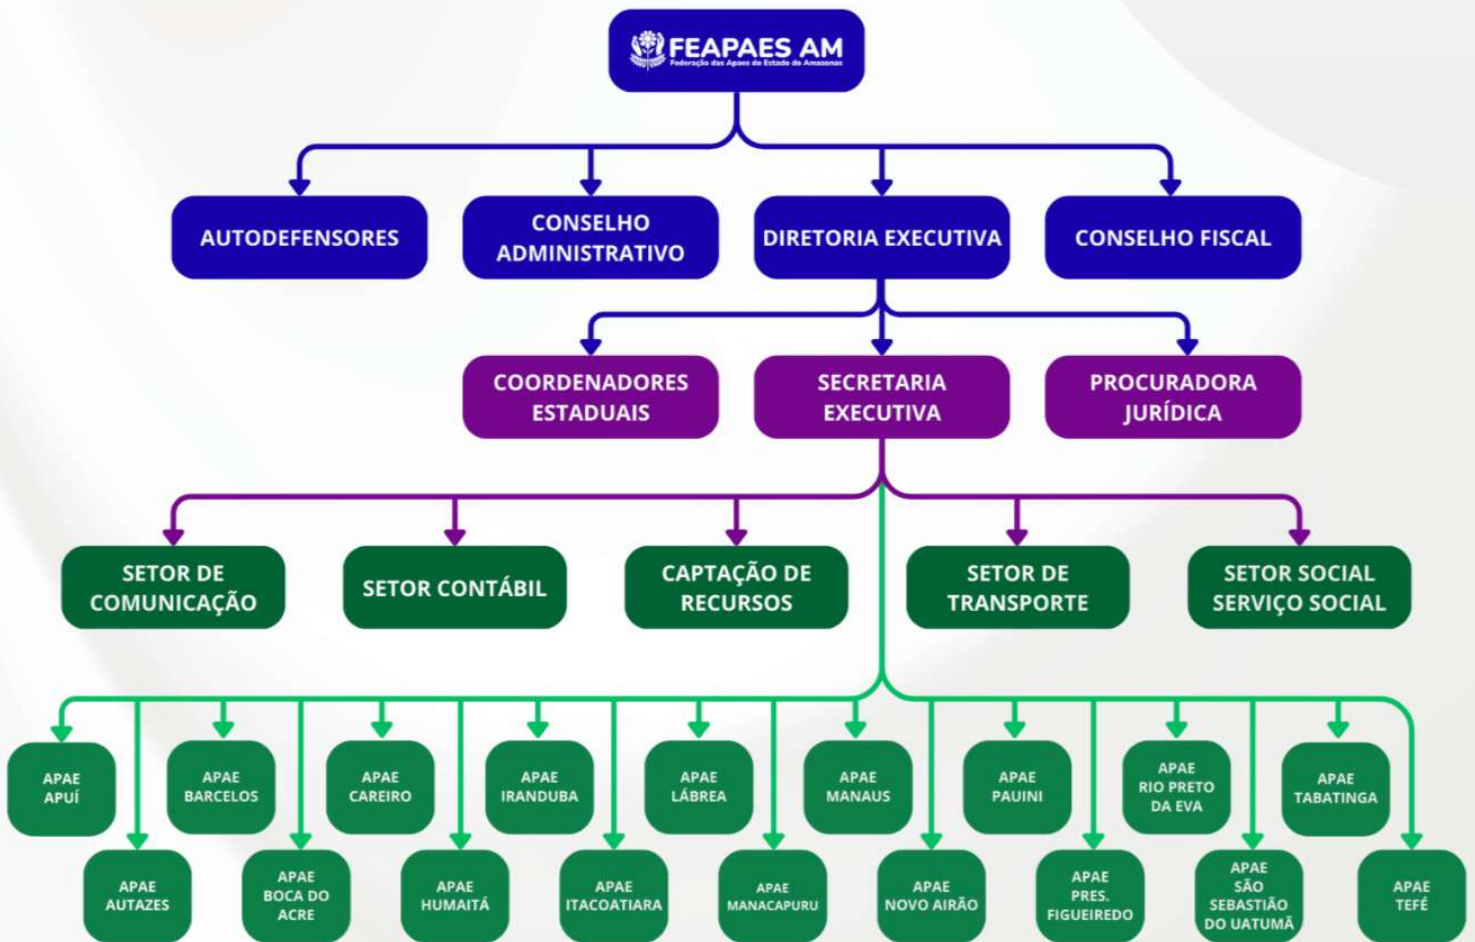 FEAPAES AM
Federação das Apaes do Estado do Amazonas
AUTODEFENSORES
CONSELHO
ADMINISTRATIVO
DIRETORIA EXECUTIVA
CONSELHO FISCAL
COORDENADORES
ESTADUAIS
SECRETARIA
EXECUTIVA
PROCURADORA
JURÍDICA
SETOR DE
COMUNICAÇÃO
SETOR CONTÁBIL
CAPTAÇÃO DE
RECURSOS
SETOR DE
TRANSPORTE
SETOR SOCIAL
SERVIÇO SOCIAL
APAE
APUÍ
APAE
BARCELOS
APAE
CAREIRO
APAE
IRANDUBA
APAE
LÁBREA
APAE
MANAUS
APAE
PAUINI
APAE
RIO PRETO
DA EVA
APAE
TABATINGA
APAE
AUTAZES
APAE
BOCA DO
ACRE
APAE
HUMAITÁ
APAE
ITACOATIARA
APAE
MANACAPURU
APAE
NOVO AIRÃO
APAE
PRES.
FIGUEIREDO
APAE
SÃO
SEBASTIÃO
DO UATUMÃ
APAE
TEFÉ